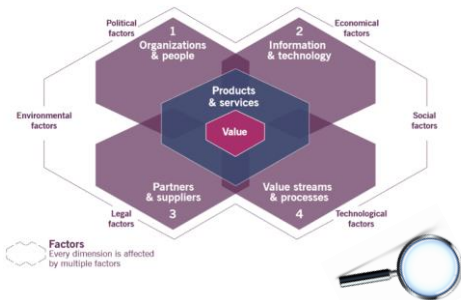 Political
factors
1
Organizations
& people
2
Information
& technology
Economical
factors
Products
& services
Value
Environmental
factors
Social
factors
Partners
& suppliers
3
Value streams
& processes
4
Legal
factors
Technological
factors
Factors
Every dimension is affected
by multiple factors